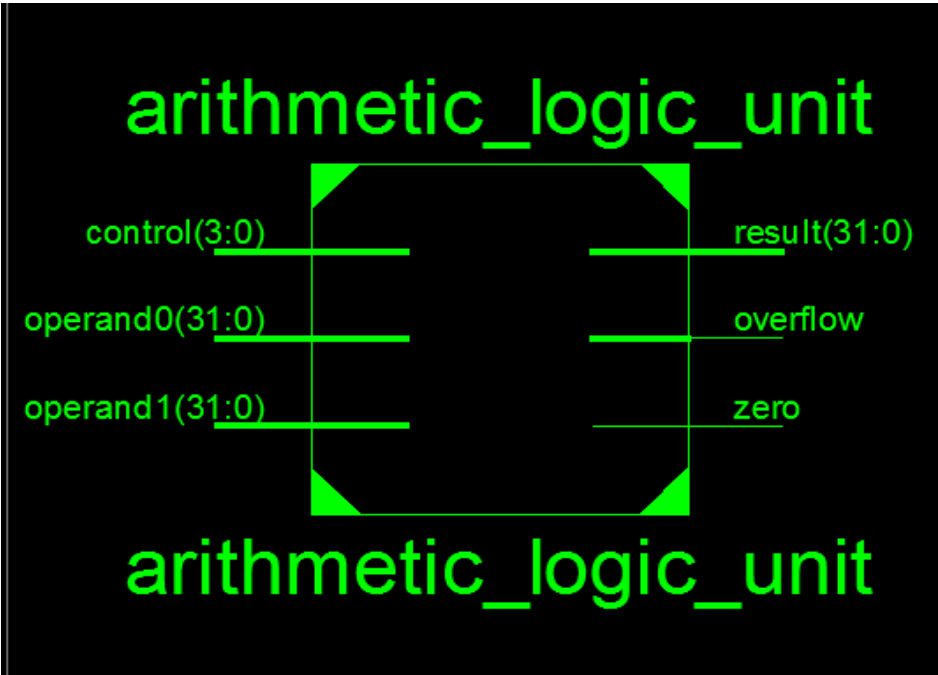 arithmetic_logic_unit
control(3:0)
result(31:0)
operand0(31:0)
overflow
operand1(31:0)
zero
arithmetic_logic_unit